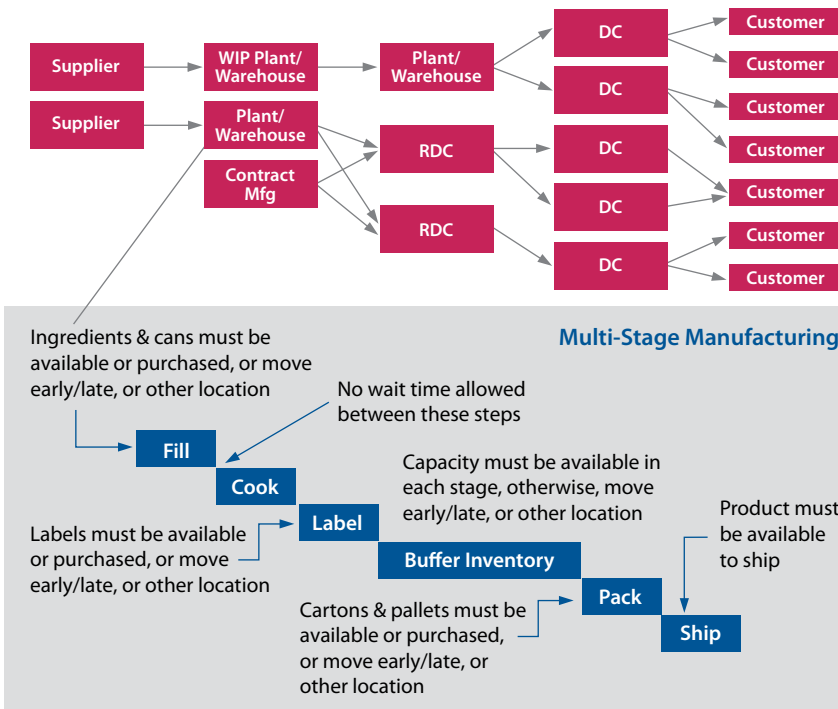 Supplier
WIP Plant/
Warehouse
Plant/
Warehouse
DC
Customer
Customer
DC
Customer
Customer
Supplier
Plant/
Warehouse
Contract
Mfg
RDC
RDC
DC
DC
DC
Customer
Customer
Customer
Multi-Stage Manufacturing
Ingredients & cans must be
available or purchased, or move
early/late, or other location
No wait time allowed
between these steps
Fill
Cook
Capacity must be available in
each stage, otherwise, move
early/late, or other location
Label
Labels must be available
or purchased, or move
early/late, or other location
Product must
be available
to ship
Buffer Inventory
Cartons & pallets must be
available or purchased,
or move early/late, or
other location
Pack
Ship